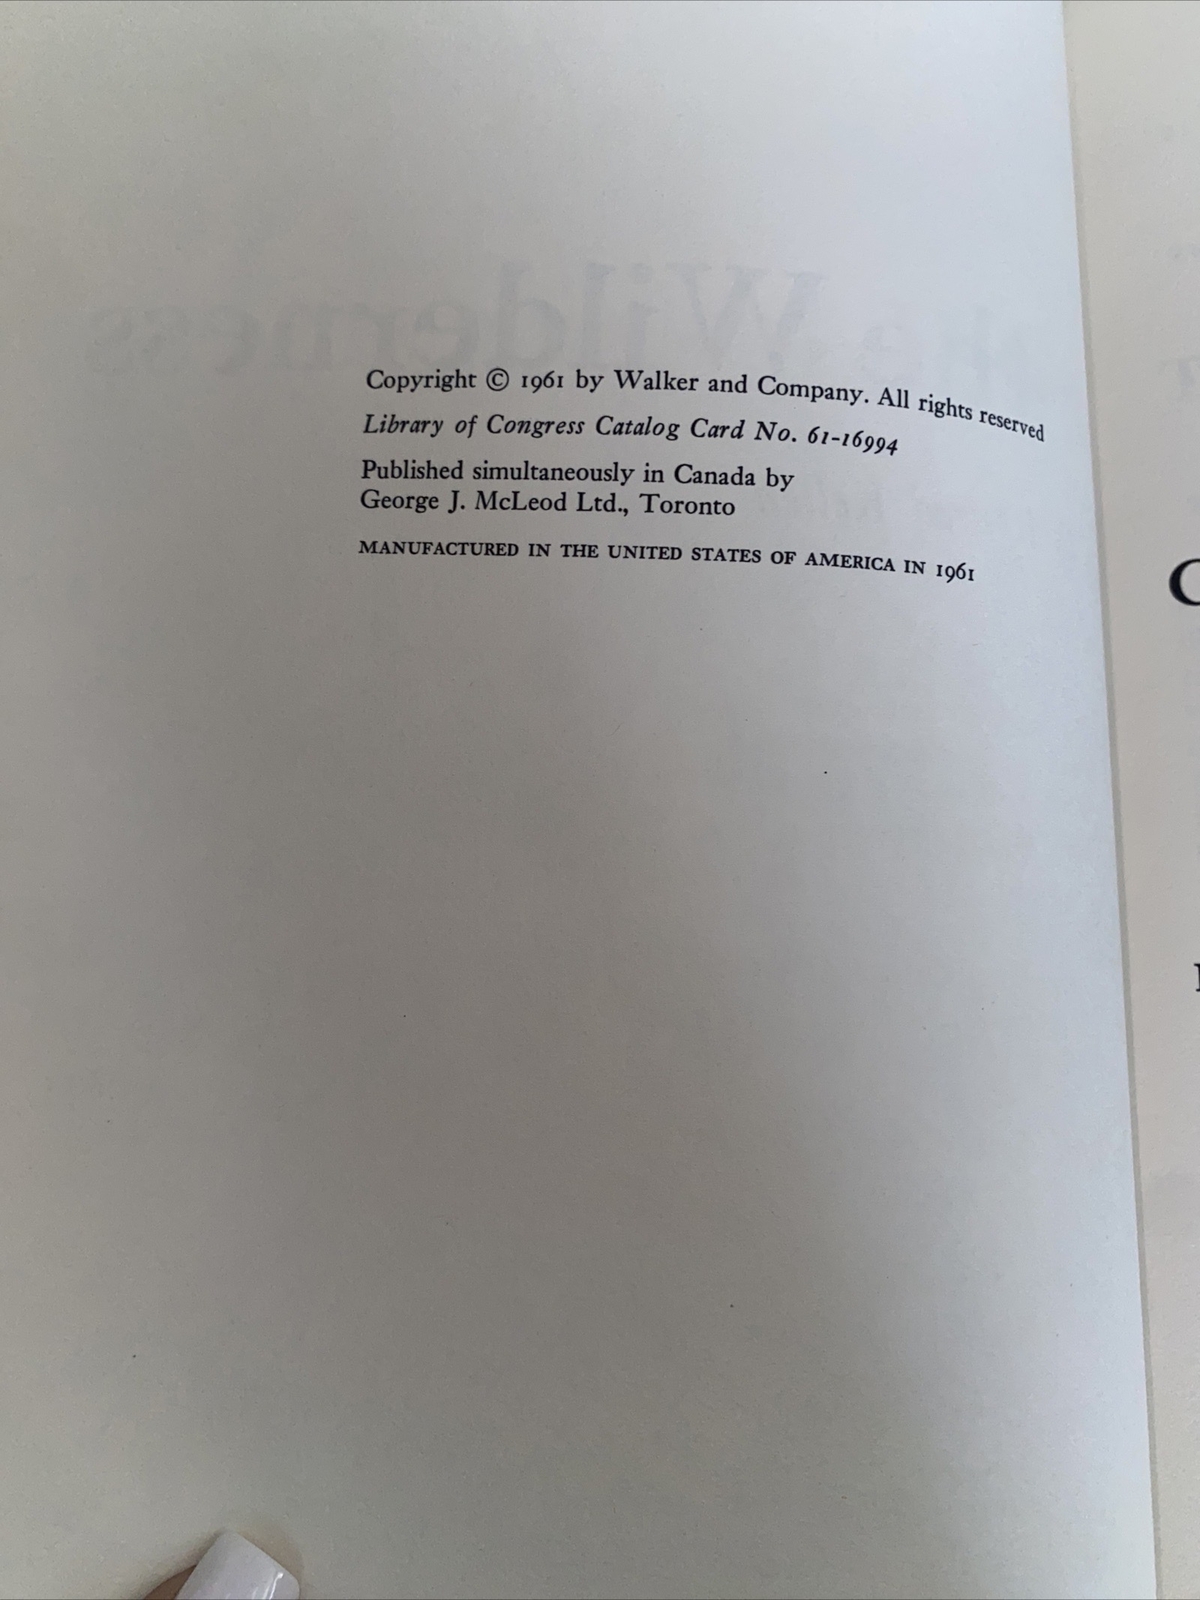 Wilderness
Copyright © 1961 by Walker and Company. All rights reserved
Library of Congress Catalog Card No. 61-16994
Published simultaneously in Canada by
George J. McLeod Ltd., Toronto
MANUFACTURED IN THE UNITED STATES OF AMERICA IN 1961